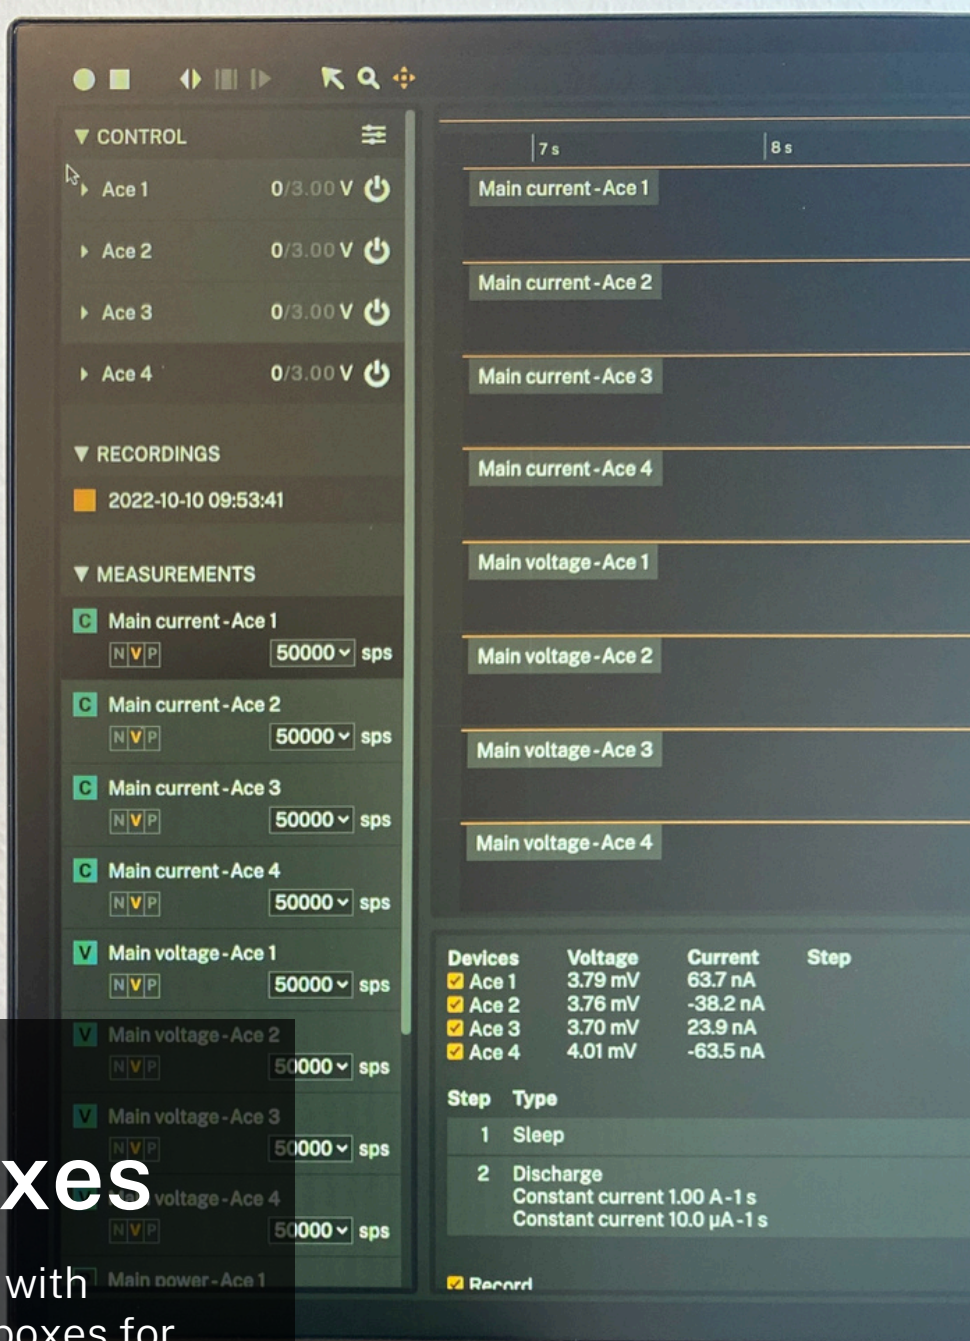 CONTROL
Ace 1 0/3.00 V
Ace 2 0/3.00 V
Ace 3 0/3.00 V
Ace 4 0/3.00 V
RECORDINGS
2022-10-10 09:53:41
MEASUREMENTS
C Main current - Ace 1
N V P 50000 sps
C Main current - Ace 2
N V P 50000 sps
C Main current - Ace 3
N V P 50000 sps
C Main current - Ace 4
N V P 50000 sps
V Main voltage - Ace 1
N V P 50000 sps
V Main voltage - Ace 2
N V P 50000 sps
V Main voltage - Ace 3
N V P 50000 sps
V Main voltage - Ace 4
N V P 50000 sps
Main power - Ace 1
7 s 8 s
Main current - Ace 1
Main current - Ace 2
Main current - Ace 3
Main current - Ace 4
Main voltage - Ace 1
Main voltage - Ace 2
Main voltage - Ace 3
Main voltage - Ace 4
Devices Voltage Current Step
Ace 1 3.79 mV 63.7 nA
Ace 2 3.76 mV -38.2 nA
Ace 3 3.70 mV 23.9 nA
Ace 4 4.01 mV -63.5 nA
Step Type
1 Sleep
2 Discharge
Constant current 1.00 A - 1 s
Constant current 10.0 µA - 1 s
Record
xes
with
boxes for